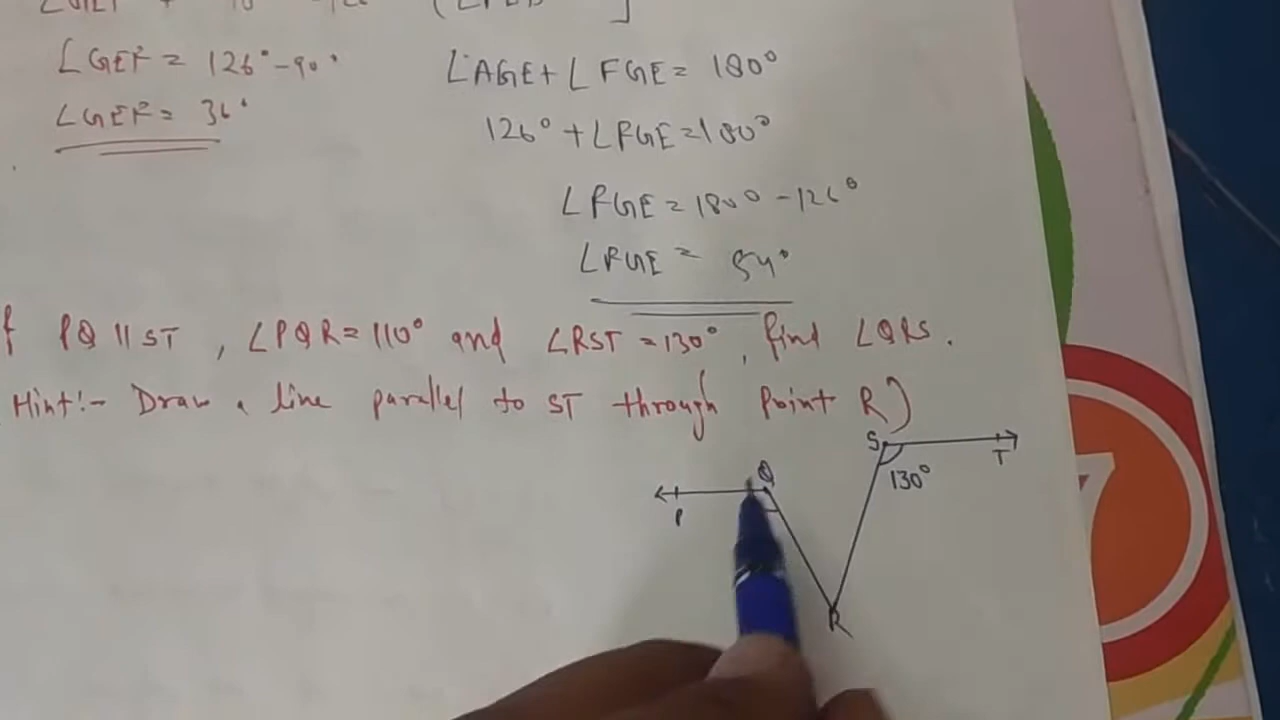 ∠GEF = 126° - 90°
∠GEF = 36°
∠AGE + ∠FGE = 180°
126° + ∠FGE = 180°
∠FGE = 180° - 126°
∠FGE = 54°
f PQ || ST , ∠PQR = 110° and ∠RST = 130° , find ∠QRS.
Hint:- Draw a line parallel to ST through Point R)
S
T
130°
Q
P
R
7